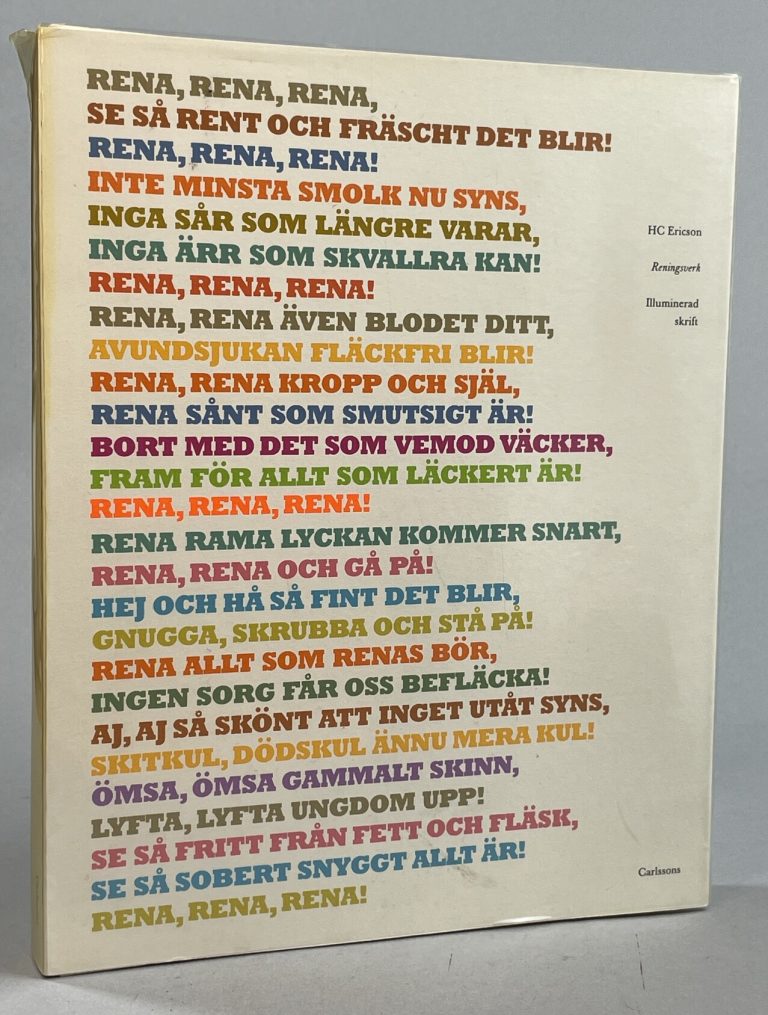 RENA, RENA, RENA,
SE SÅ RENT OCH FRÄSCHT DET BLIR!
RENA, RENA, RENA!
INTE MINSTA SMOLK NU SYNS,
INGA SÅR SOM LÄNGRE VARAR,
INGA ÄRR SOM SKVALLRA KAN!
RENA, RENA, RENA!
RENA, RENA ÄVEN BLODET DITT,
AVUNDSJUKAN FLÄCKFRI BLIR!
RENA, RENA KROPP OCH SJÄL,
RENA SÅNT SOM SMUTSIGT ÄR!
BORT MED DET SOM VEMOD VÄCKER,
FRAM FÖR ALLT SOM LÄCKERT ÄR!
RENA, RENA, RENA!
RENA RAMA LYCKAN KOMMER SNART,
RENA, RENA OCH GÅ PÅ!
HEJ OCH HÅ SÅ FINT DET BLIR,
GNUGGA, SKRUBBA OCH STÅ PÅ!
RENA ALLT SOM RENAS BÖR,
INGEN SORG FÅR OSS BEFLÄCKA!
AJ, AJ SÅ SKÖNT ATT INGET UTÅT SYNS,
SKITKUL, DÖDSKUL ÄNNU MERA KUL!
ÖMSA, ÖMSA GAMMALT SKINN,
LYFTA, LYFTA UNGDOM UPP!
SE SÅ FRITT FRÅN FETT OCH FLÄSK,
SE SÅ SOBERT SNYGGT ALLT ÄR!
RENA, RENA, RENA!
HC Ericson
Reningsverk
Illuminerad
skrift
Carlssons